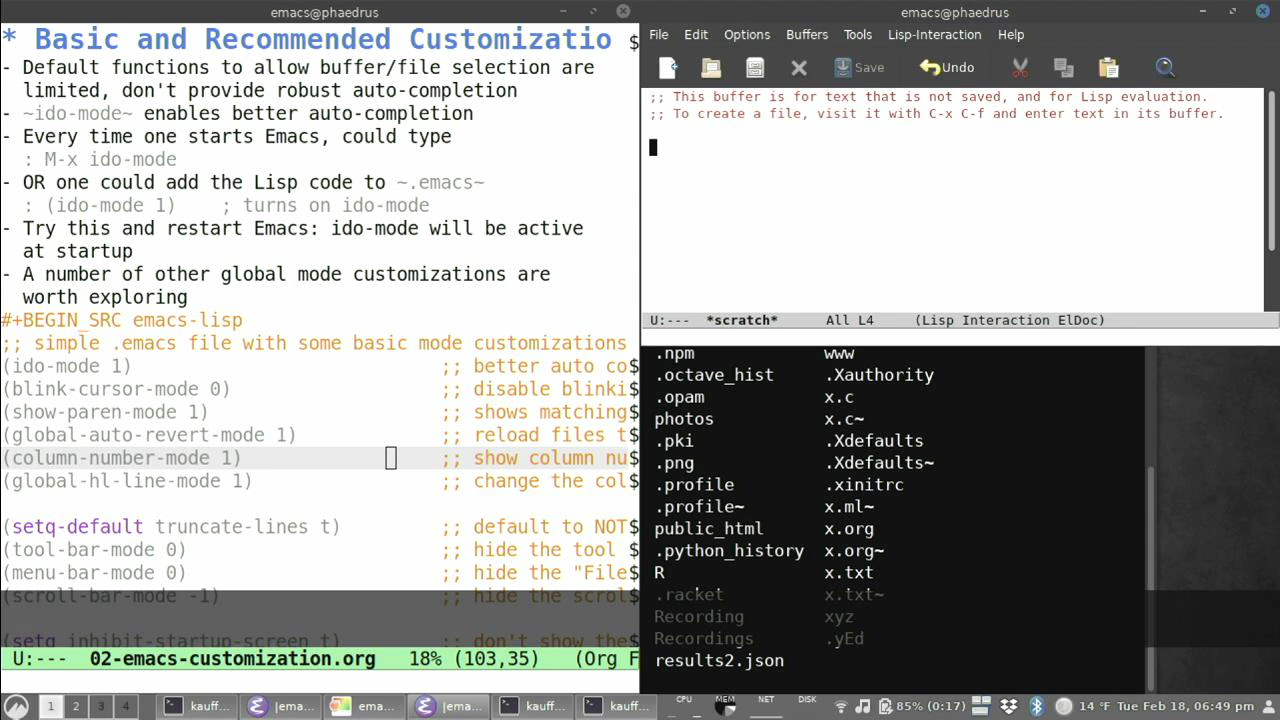 emacs@phaedrus
* Basic and Recommended Customizatio $
- Default functions to allow buffer/file selection are
limited, don't provide robust auto-completion
- ~ido-mode~ enables better auto-completion
- Every time one starts Emacs, could type
: M-x ido-mode
- OR one could add the Lisp code to ~.emacs~
: (ido-mode 1)    ; turns on ido-mode
- Try this and restart Emacs: ido-mode will be active
at startup
- A number of other global mode customizations are
worth exploring
#+BEGIN_SRC emacs-lisp
;; simple .emacs file with some basic mode customizations
(ido-mode 1) ;; better auto co$
(blink-cursor-mode 0) ;; disable blinki$
(show-paren-mode 1) ;; shows matching$
(global-auto-revert-mode 1) ;; reload files t$
(column-number-mode 1) ;; show column nu$
(global-hl-line-mode 1) ;; change the col$
(setq-default truncate-lines t) ;; default to NOT$
(tool-bar-mode 0) ;; hide the tool $
(menu-bar-mode 0) ;; hide the "File$
(scroll-bar-mode -1) ;; hide the scrol$
(setq inhibit-startup-screen t) ;; don't show the$
U:--- 02-emacs-customization.org 18% (103,35) (Org F
emacs@phaedrus
File Edit Options Buffers Tools Lisp-Interaction Help
Save Undo
;; This buffer is for text that is not saved, and for Lisp evaluation.
;; To create a file, visit it with C-x C-f and enter text in its buffer.
U:--- *scratch* All L4 (Lisp Interaction ElDoc)
.npm www
.octave_hist .Xauthority
.opam x.c
photos x.c~
.pki .Xdefaults
.png .Xdefaults~
.profile .xinitrc
.profile~ x.ml~
public_html x.org
.python_history x.org~
R x.txt
.racket x.txt~
Recording xyz
Recordings .yEd
results2.json
1 2 3 4 kauff... [ema... ema... [ema... kauff... kauff... CPU MEM NET DISK 85% (0:17) 14 °F Tue Feb 18, 06:49 pm